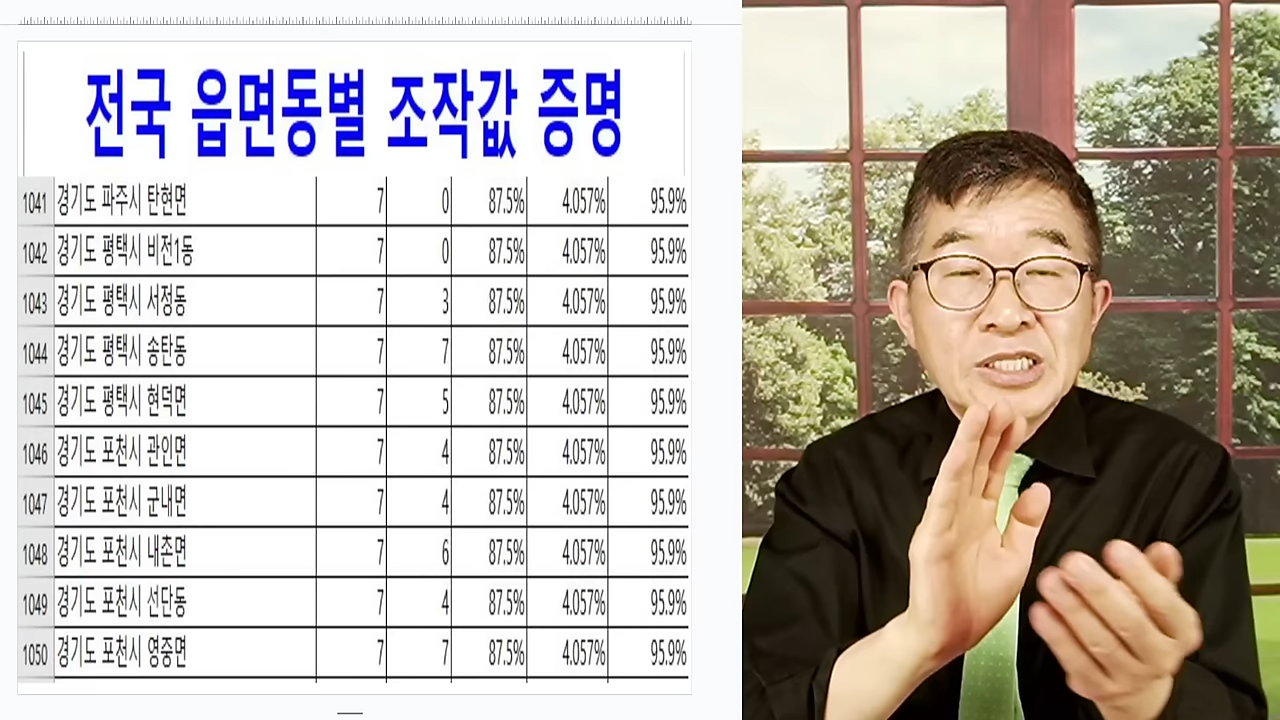 전국 읍면동별 조작값 증명
1041 경기도 파주시 탄현면 7 0 87.5% 4.057% 95.9%
1042 경기도 평택시 비전1동 7 0 87.5% 4.057% 95.9%
1043 경기도 평택시 서정동 7 3 87.5% 4.057% 95.9%
1044 경기도 평택시 송탄동 7 7 87.5% 4.057% 95.9%
1045 경기도 평택시 현덕면 7 5 87.5% 4.057% 95.9%
1046 경기도 포천시 관인면 7 4 87.5% 4.057% 95.9%
1047 경기도 포천시 군내면 7 4 87.5% 4.057% 95.9%
1048 경기도 포천시 내촌면 7 6 87.5% 4.057% 95.9%
1049 경기도 포천시 선단동 7 4 87.5% 4.057% 95.9%
1050 경기도 포천시 영중면 7 7 87.5% 4.057% 95.9%